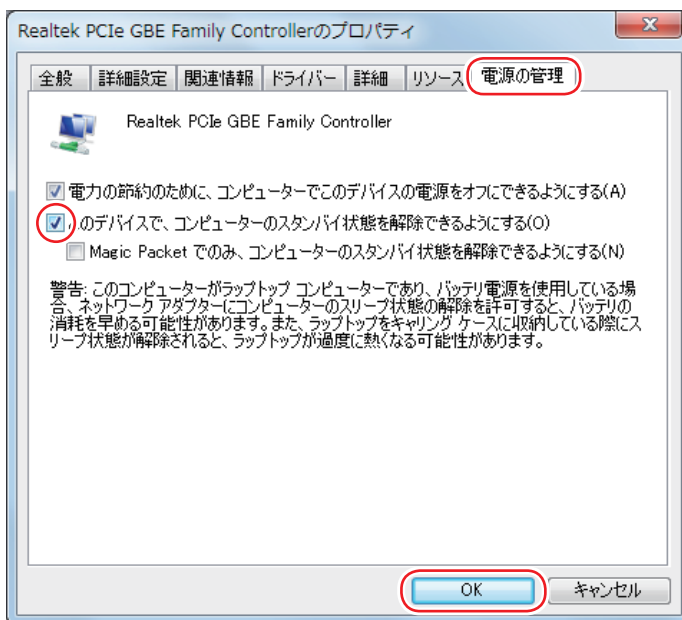 Realtek PCIe GBE Family Controllerのプロパティ
全般 詳細設定 関連情報 ドライバー 詳細 リソース 電源の管理
Realtek PCIe GBE Family Controller
電力の節約のために、コンピューターでこのデバイスの電源をオフにできるようにする(A)
このデバイスで、コンピューターのスタンバイ状態を解除できるようにする(O)
Magic Packet でのみ、コンピューターのスタンバイ状態を解除できるようにする(N)
警告: このコンピューターがラップトップ コンピューターであり、バッテリ電源を使用している場
合、ネットワーク アダプターにコンピューターのスリープ状態の解除を許可すると、バッテリの
消耗を早める可能性があります。また、ラップトップをキャリング ケースに収納している際にス
リープ状態が解除されると、ラップトップが過度に熱くなる可能性があります。
OK キャンセル